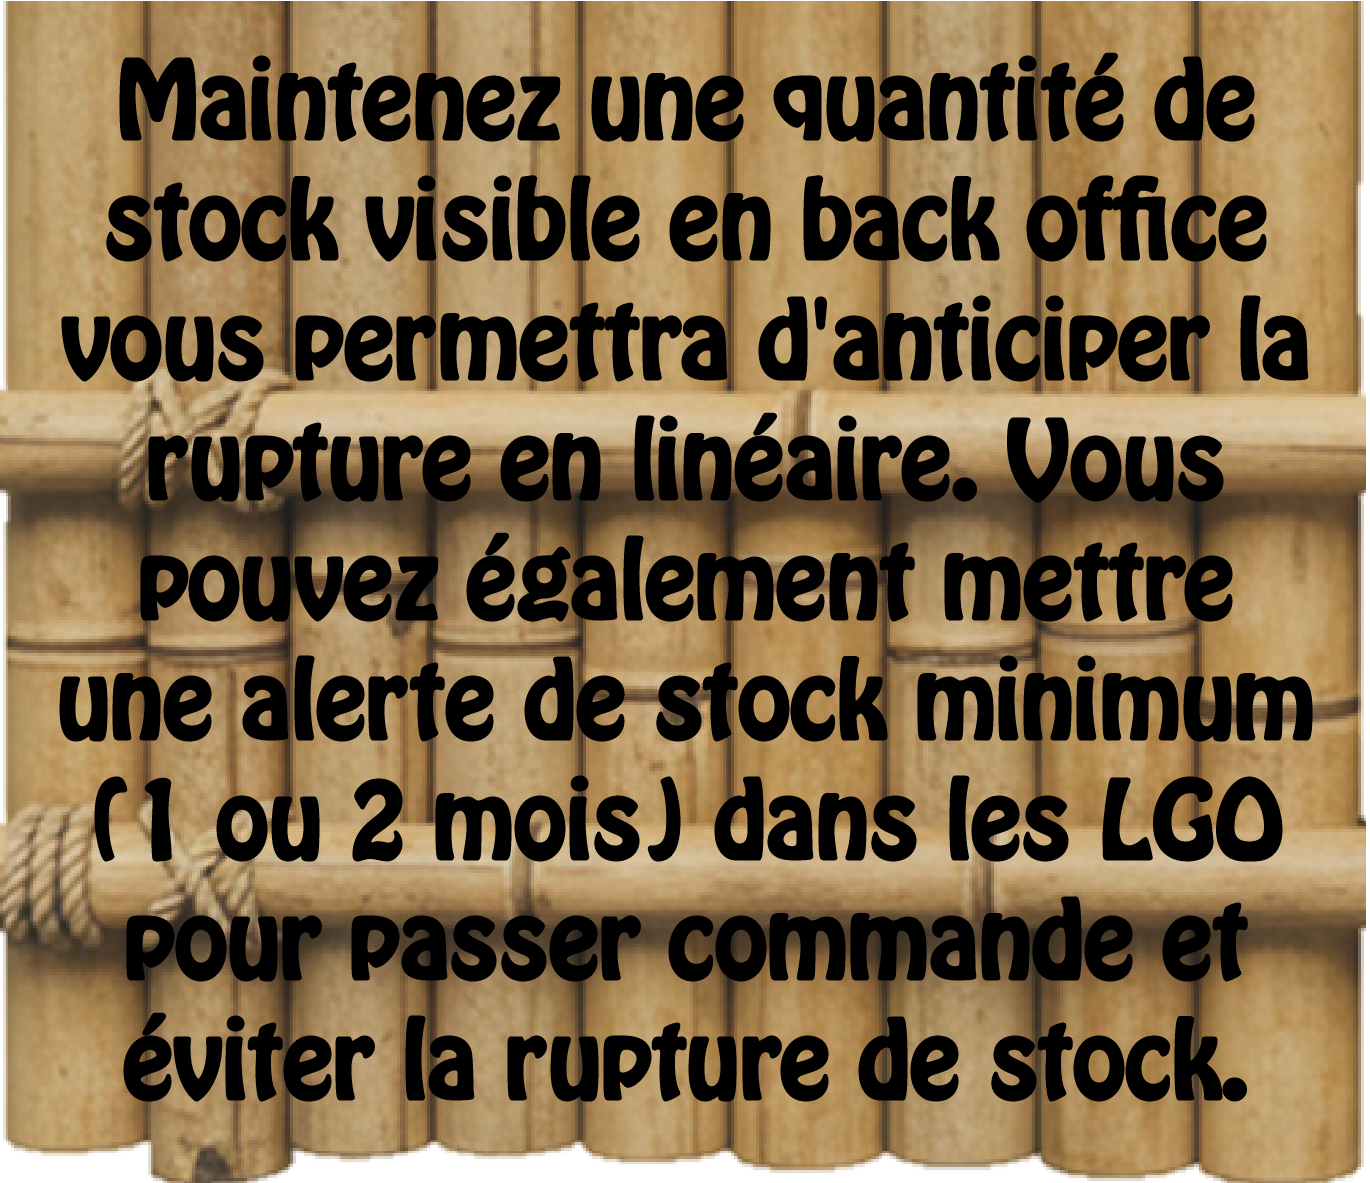 Maintenez une quantité de
stock visible en back office
vous permettra d'anticiper la
rupture en linéaire. Vous
pouvez également mettre
une alerte de stock minimum
(1 ou 2 mois) dans les LGO
pour passer commande et
éviter la rupture de stock.